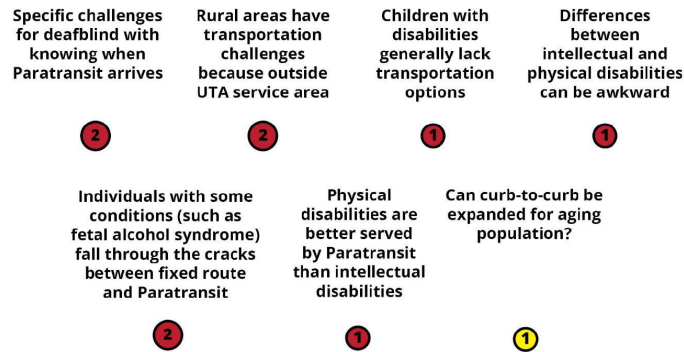 Specific challenges
for deafblind with
knowing when
Paratransit arrives
2
Rural areas have
transportation
challenges
because outside
UTA service area
2
Children with
disabilities
generally lack
transportation
options
1
Differences
between
intellectual and
physical disabilities
can be awkward
1
Individuals with some
conditions (such as
fetal alcohol syndrome)
fall through the cracks
between fixed route
and Paratransit
2
Physical
disabilities are
better served
by Paratransit
than intellectual
disabilities
1
Can curb-to-curb be
expanded for aging
population?
1